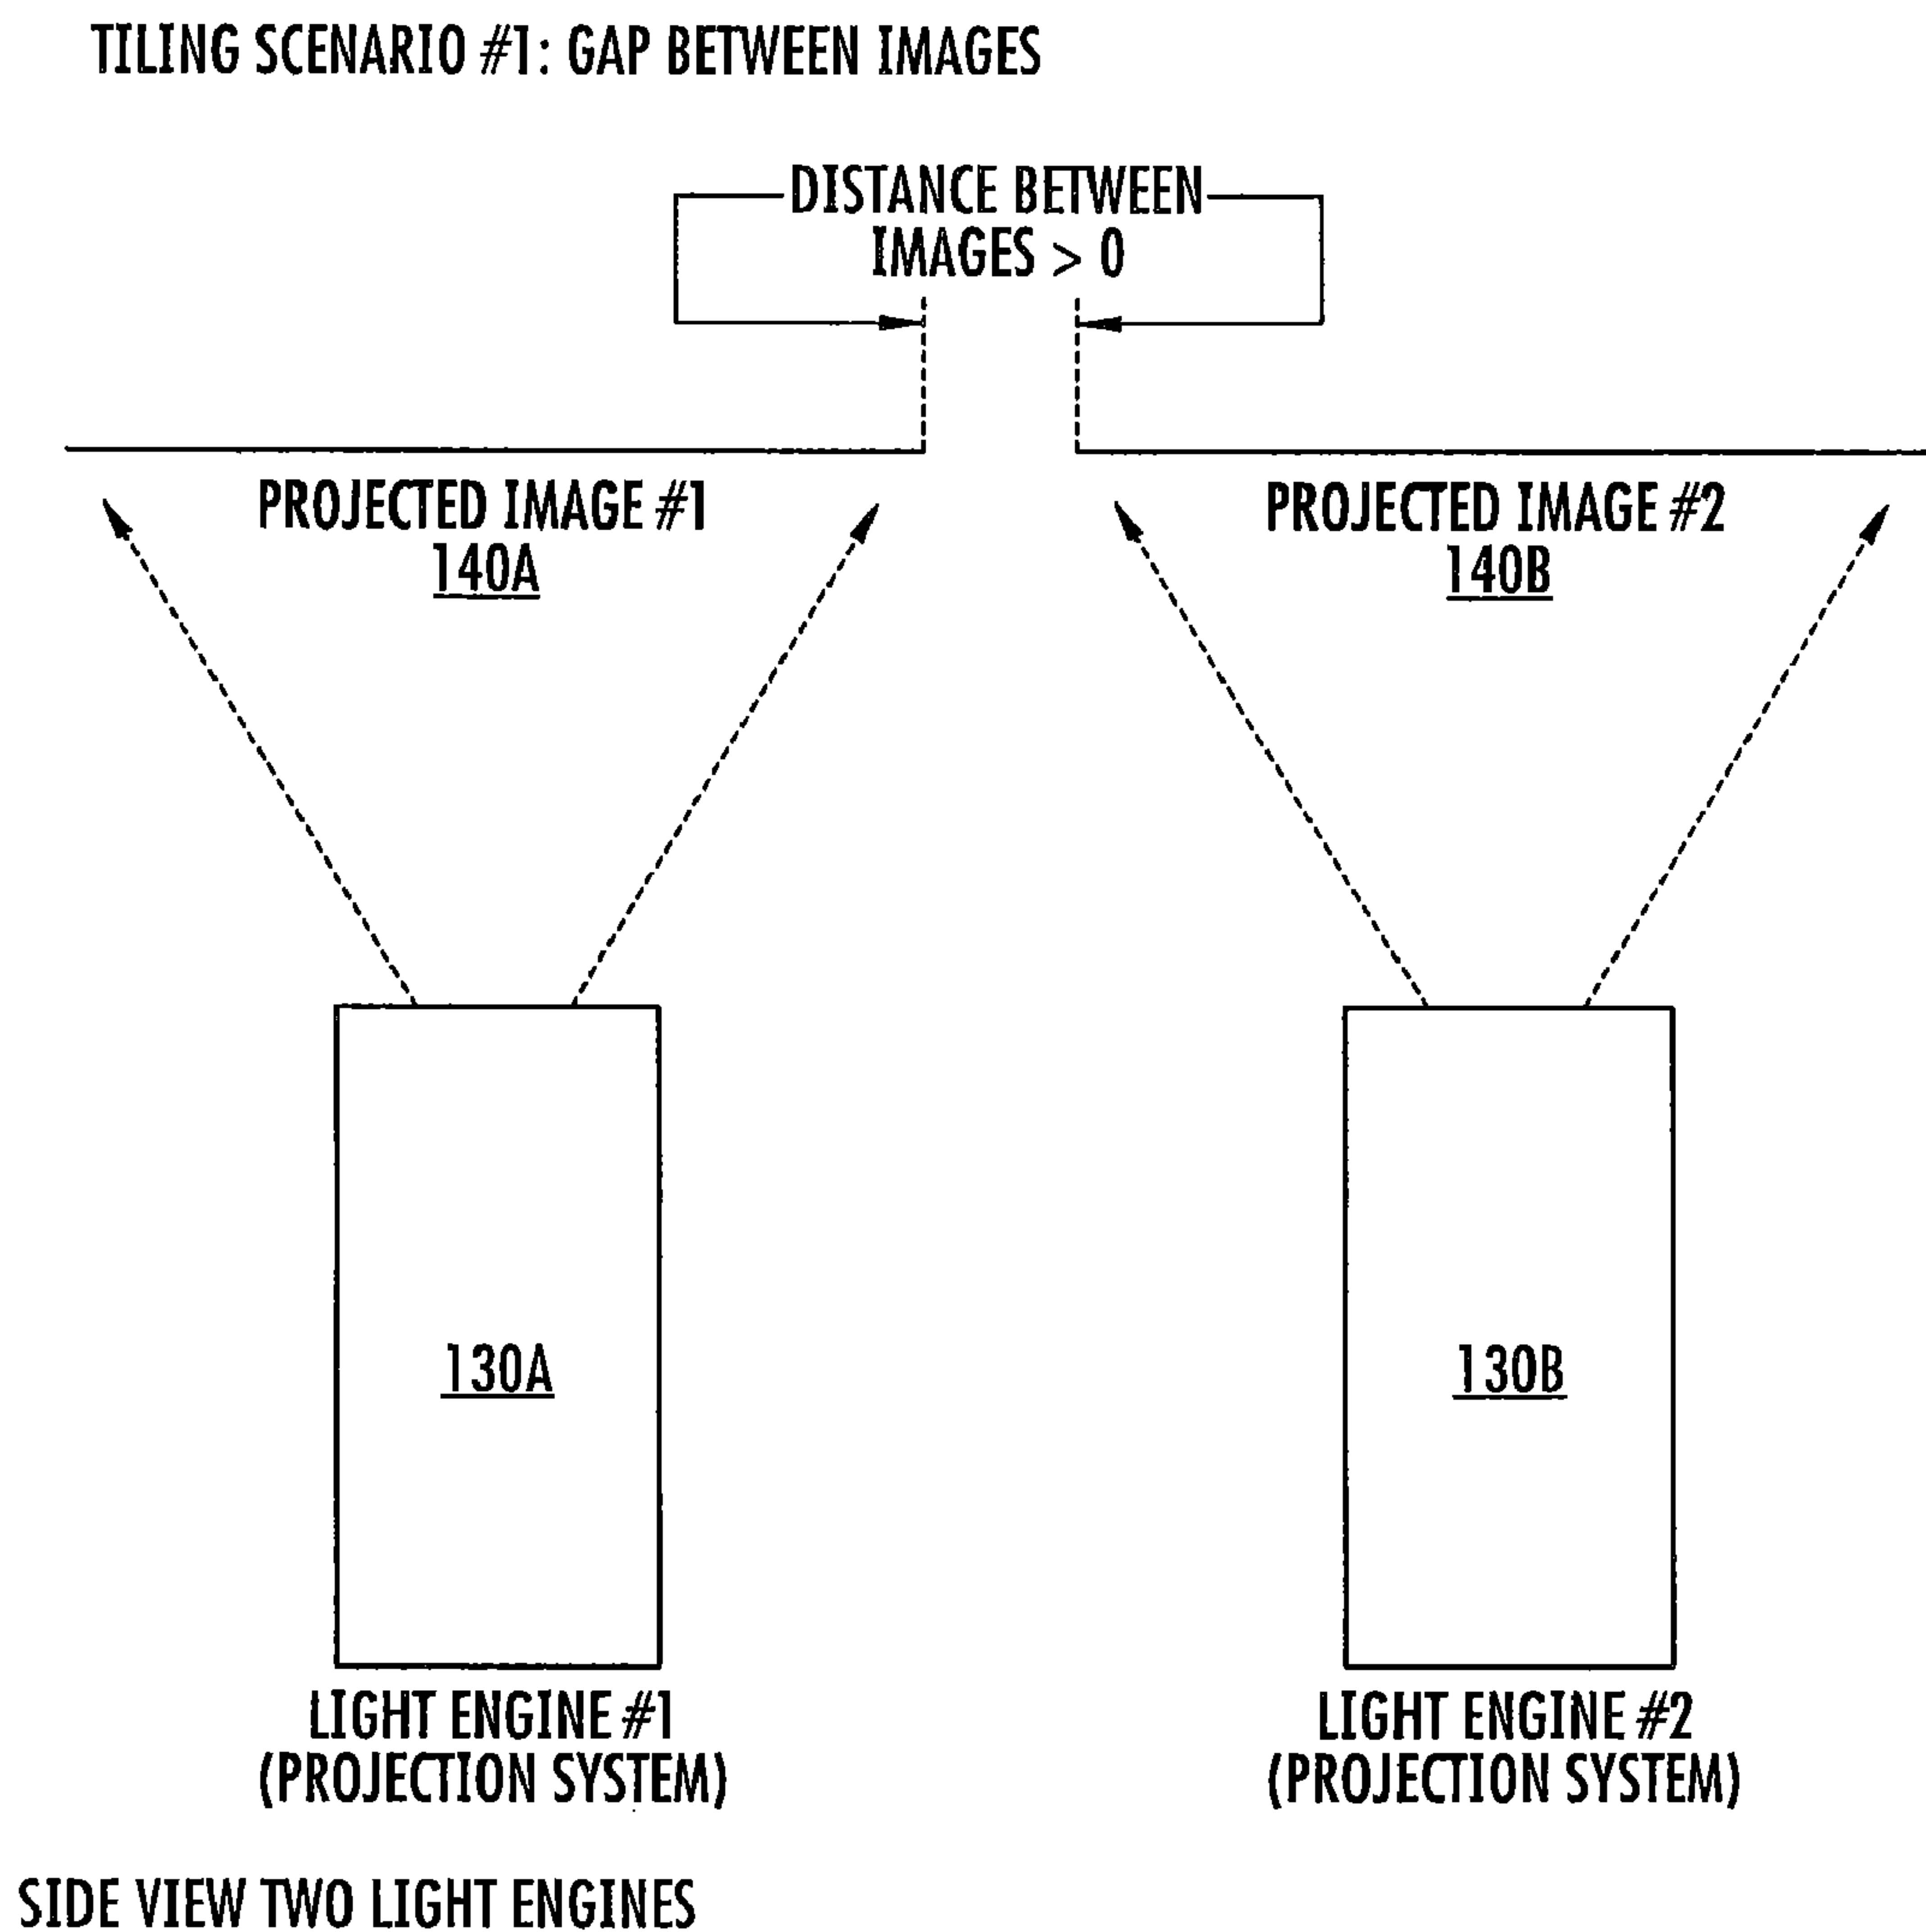 TILING SCENARIO #1: GAP BETWEEN IMAGES
DISTANCE BETWEEN
IMAGES > 0
PROJECTED IMAGE #1
140A
PROJECTED IMAGE #2
140B
130A
130B
LIGHT ENGINE #1
(PROJECTION SYSTEM)
LIGHT ENGINE #2
(PROJECTION SYSTEM)
SIDE VIEW TWO LIGHT ENGINES